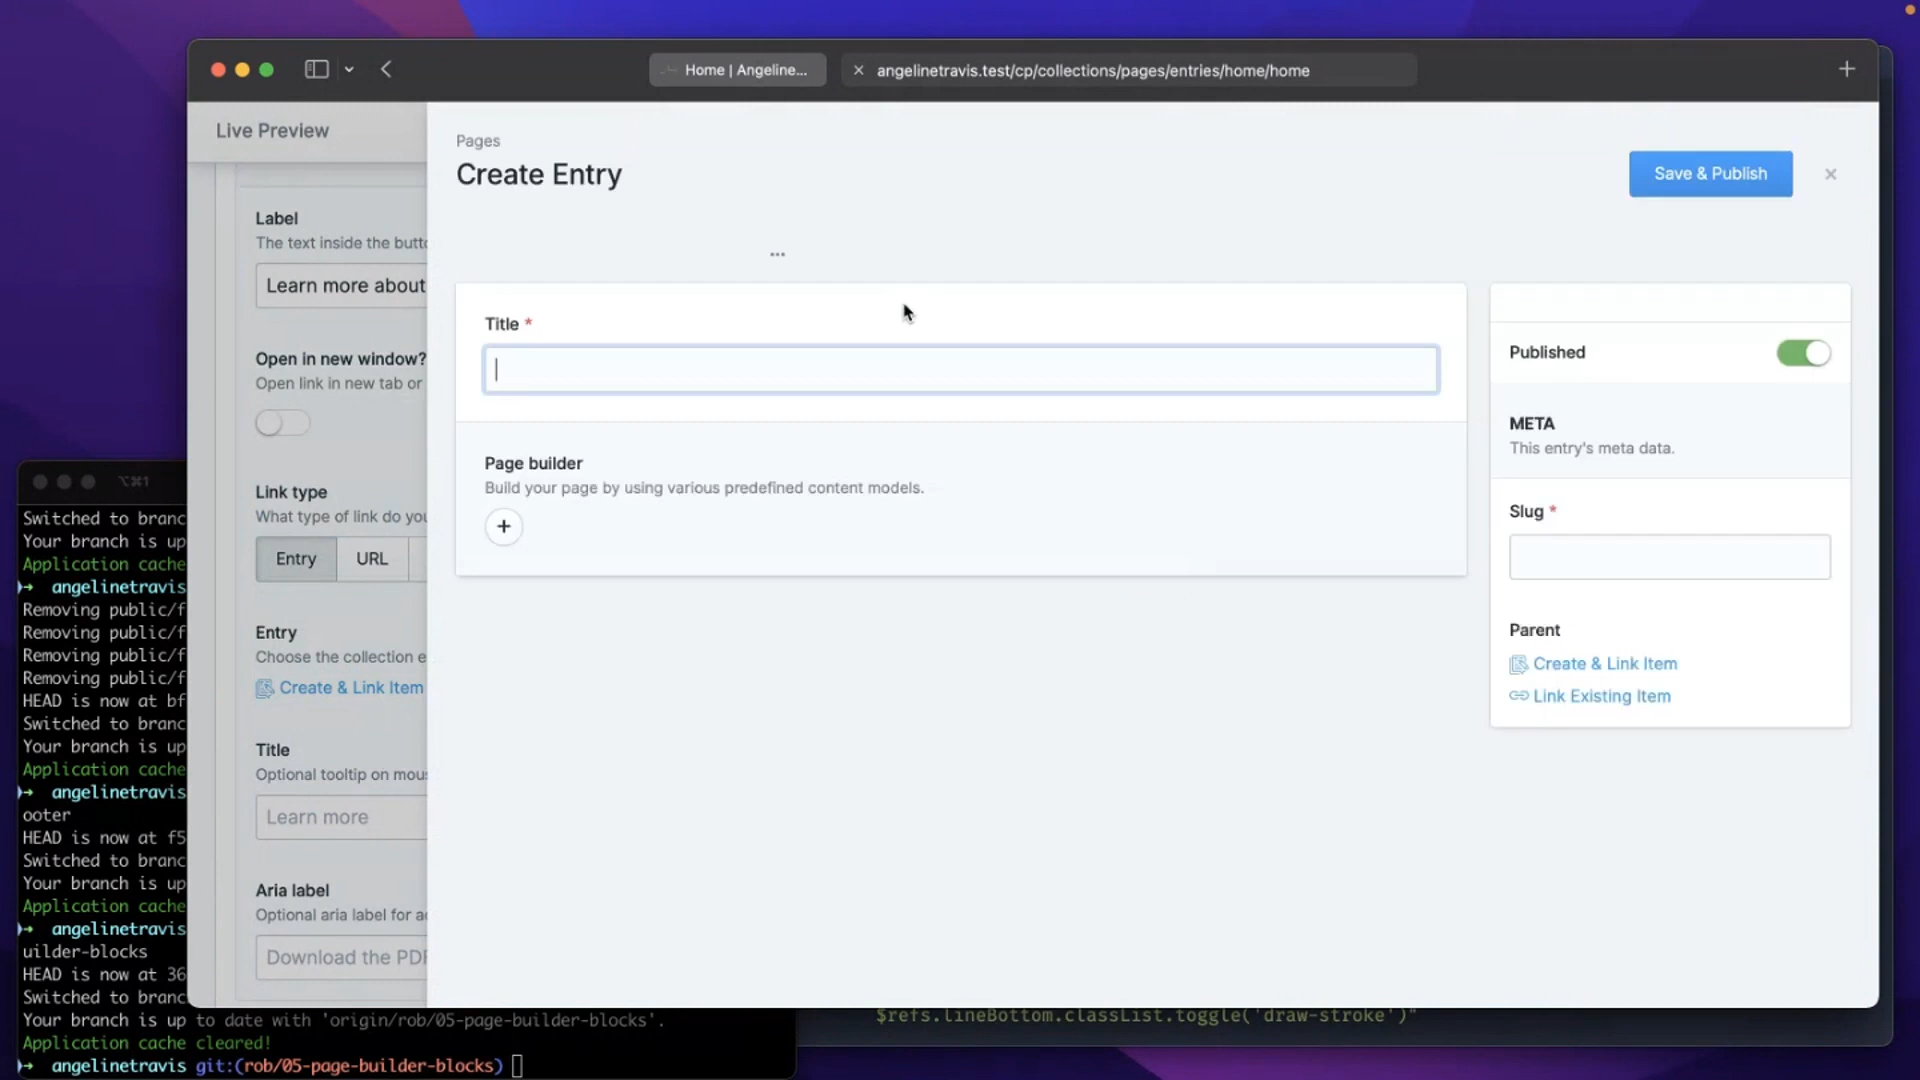 Home | Angeline...
angelinetravis.test/cp/collections/pages/entries/home/home
Live Preview
Label
The text inside the butto
Learn more about
Open in new window?
Open link in new tab or
Link type
What type of link do you
Entry
URL
Entry
Choose the collection e
Create & Link Item
Title
Optional tooltip on mous
Learn more
Aria label
Optional aria label for ac
Download the PDF
Pages
Create Entry
Save & Publish
...
Title *
Page builder
Build your page by using various predefined content models.
Published
META
This entry's meta data.
Slug *
Parent
Create & Link Item
Link Existing Item
⌥⌘1
Switched to branc
Your branch is up
Application cache
→ angelinetravis
Removing public/f
Removing public/f
Removing public/f
Removing public/f
HEAD is now at bf
Switched to branc
Your branch is up
Application cache
→ angelinetravis
ooter
HEAD is now at f5
Switched to branc
Your branch is up
Application cache
→ angelinetravis
uilder-blocks
HEAD is now at 36
Switched to branc
Your branch is up to date with 'origin/rob/05-page-builder-blocks'.
Application cache cleared!
→ angelinetravis git:(rob/05-page-builder-blocks)
$refs.lineBottom.classList.toggle('draw-stroke')"